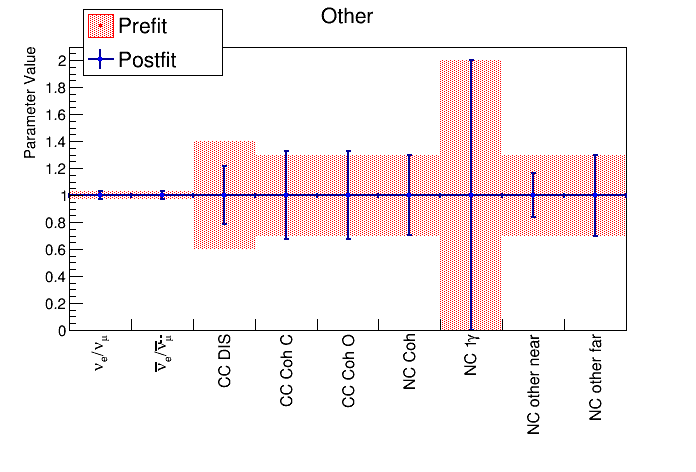 Other
Prefit
Postfit
Parameter Value
2
1.8
1.6
1.4
1.2
1
0.8
0.6
0.4
0.2
0
νe/νμ
ν̅e/ν̅μ
CC DIS
CC Coh C
CC Coh O
NC Coh
NC 1γ
NC other near
NC other far